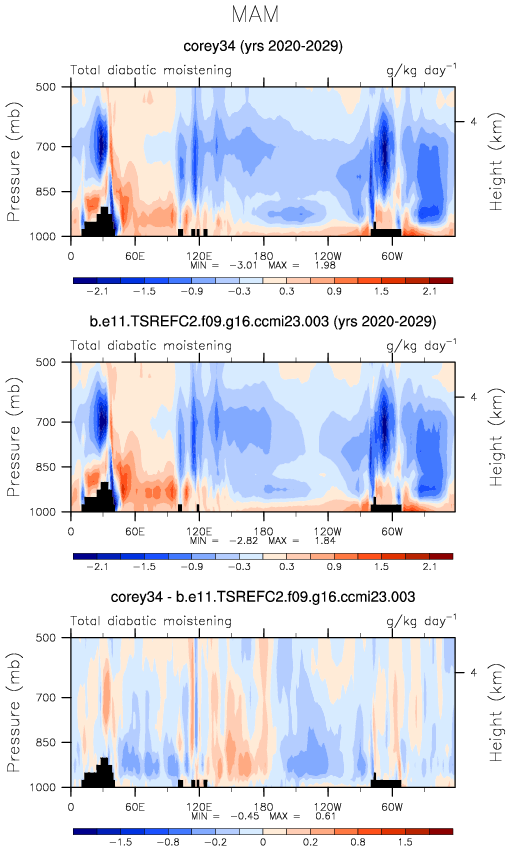 MAM
corey34 (yrs 2020-2029)
Total diabatic moistening g/kg day⁻¹
Pressure (mb)
Height (km)
500
700
850
1000
4
0 60E 120E 180 120W 60W
MIN = −3.01 MAX = 1.98
−2.1 −1.5 −0.9 −0.3 0.3 0.9 1.5 2.1
b.e11.TSREFC2.f09.g16.ccmi23.003 (yrs 2020-2029)
Total diabatic moistening g/kg day⁻¹
Pressure (mb)
Height (km)
500
700
850
1000
4
0 60E 120E 180 120W 60W
MIN = −2.82 MAX = 1.84
−2.1 −1.5 −0.9 −0.3 0.3 0.9 1.5 2.1
corey34 - b.e11.TSREFC2.f09.g16.ccmi23.003
Total diabatic moistening g/kg day⁻¹
Pressure (mb)
Height (km)
500
700
850
1000
4
0 60E 120E 180 120W 60W
MIN = −0.45 MAX = 0.61
−1.5 −0.8 −0.2 0 0.2 0.8 1.5